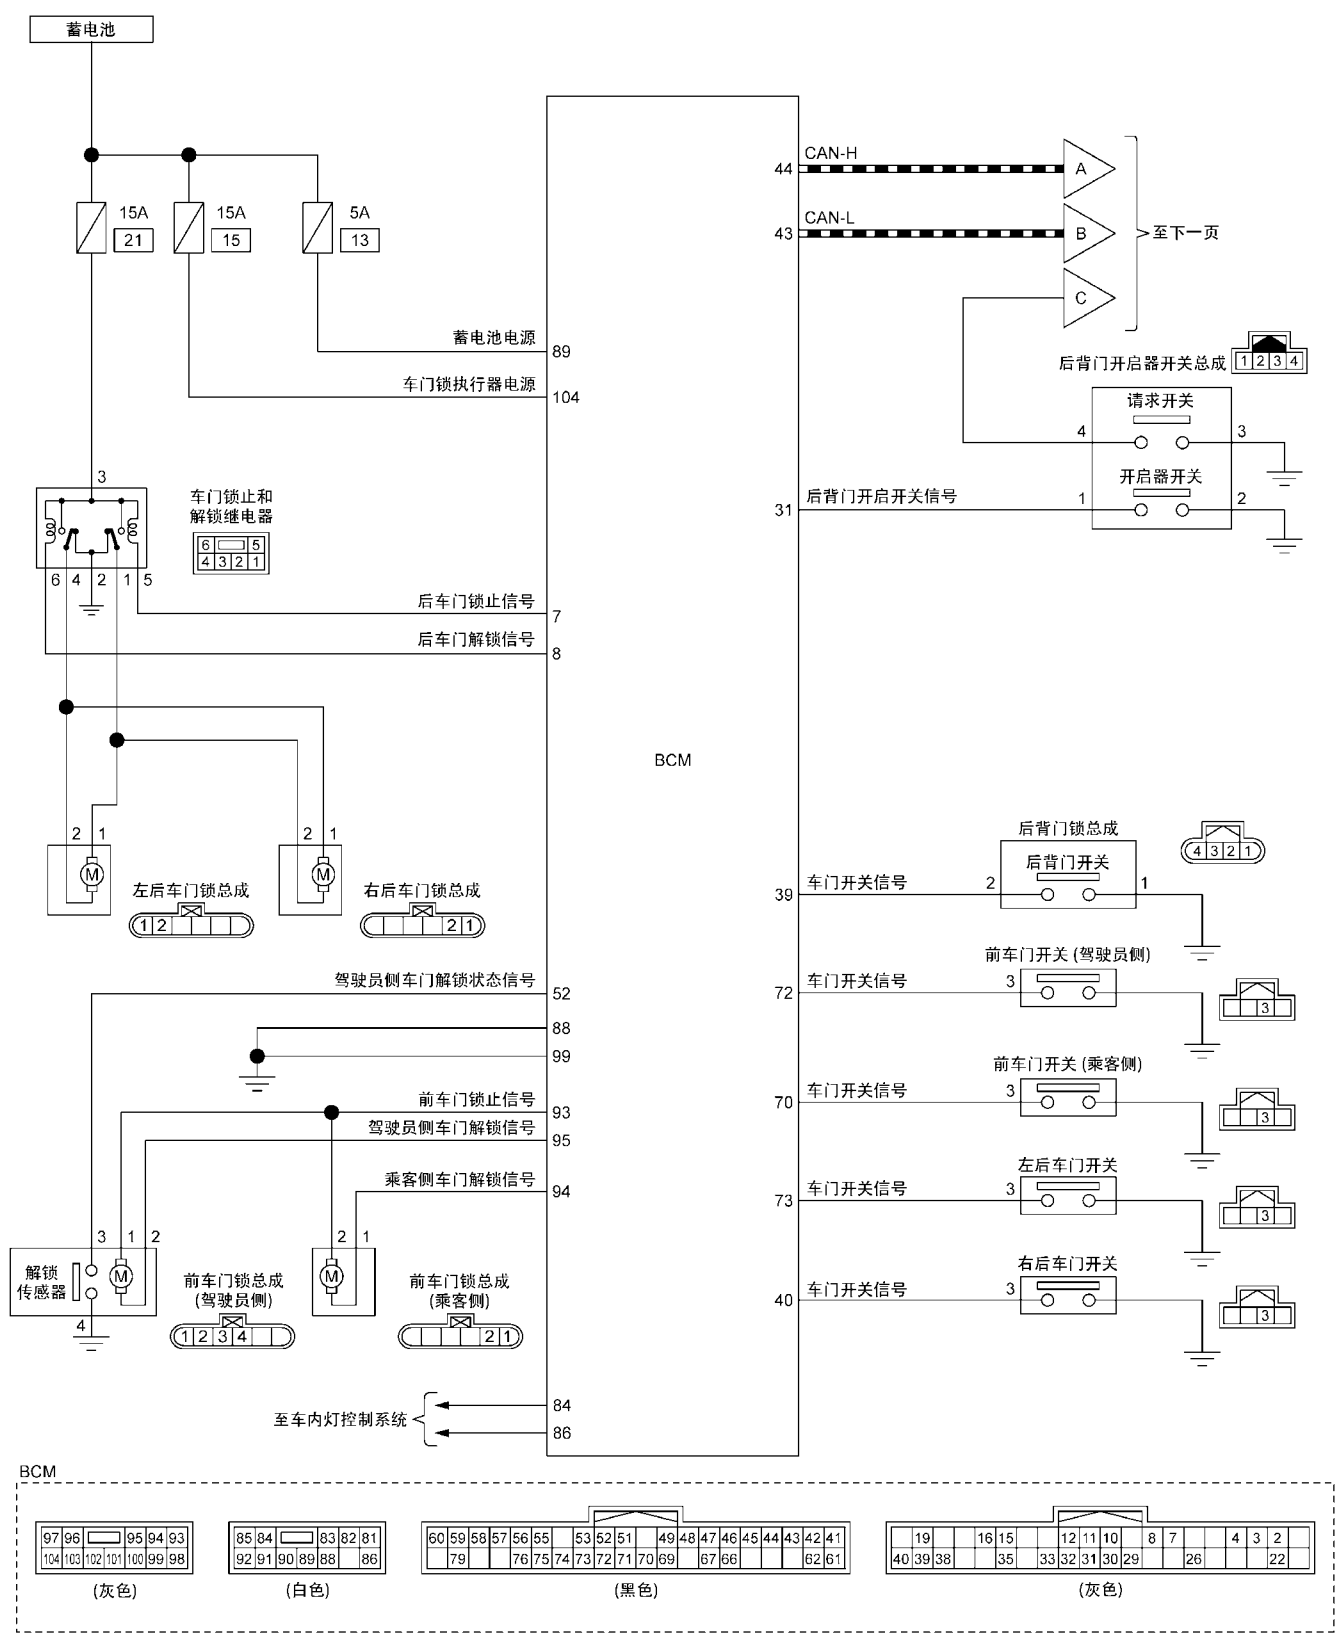 蓄电池
15A
21
15A
15
5A
13
蓄电池电源
89
车门锁执行器电源
104
44
CAN-H
A
43
CAN-L
B
至下一页
C
后背门开启器开关总成
1 2 3 4
请求开关
4
3
开启器开关
31
后背门开启开关信号
1
2
3
车门锁止和
解锁继电器
6 5
4 3 2 1
6 4 2 1 5
后车门锁止信号
7
后车门解锁信号
8
BCM
2 1
M
左后车门锁总成
1 2
2 1
M
右后车门锁总成
2 1
后背门锁总成
4 3 2 1
后背门开关
39
车门开关信号
2
1
前车门开关 (驾驶员侧)
72
车门开关信号
3
3
前车门开关 (乘客侧)
70
车门开关信号
3
3
左后车门开关
73
车门开关信号
3
3
右后车门开关
40
车门开关信号
3
3
驾驶员侧车门解锁状态信号
52
88
99
前车门锁止信号
93
驾驶员侧车门解锁信号
95
乘客侧车门解锁信号
94
3 1 2
解锁
传感器
M
4
前车门锁总成
(驾驶员侧)
1 2 3 4
2 1
M
前车门锁总成
(乘客侧)
2 1
至车内灯控制系统
84
86
BCM
97 96 95 94 93
104 103 102 101 100 99 98
(灰色)
85 84 83 82 81
92 91 90 89 88 86
(白色)
60 59 58 57 56 55 53 52 51 49 48 47 46 45 44 43 42 41
79 76 75 74 73 72 71 70 69 67 66 62 61
(黑色)
19 16 15 12 11 10 8 7 4 3 2
40 39 38 35 33 32 31 30 29 26 22
(灰色)